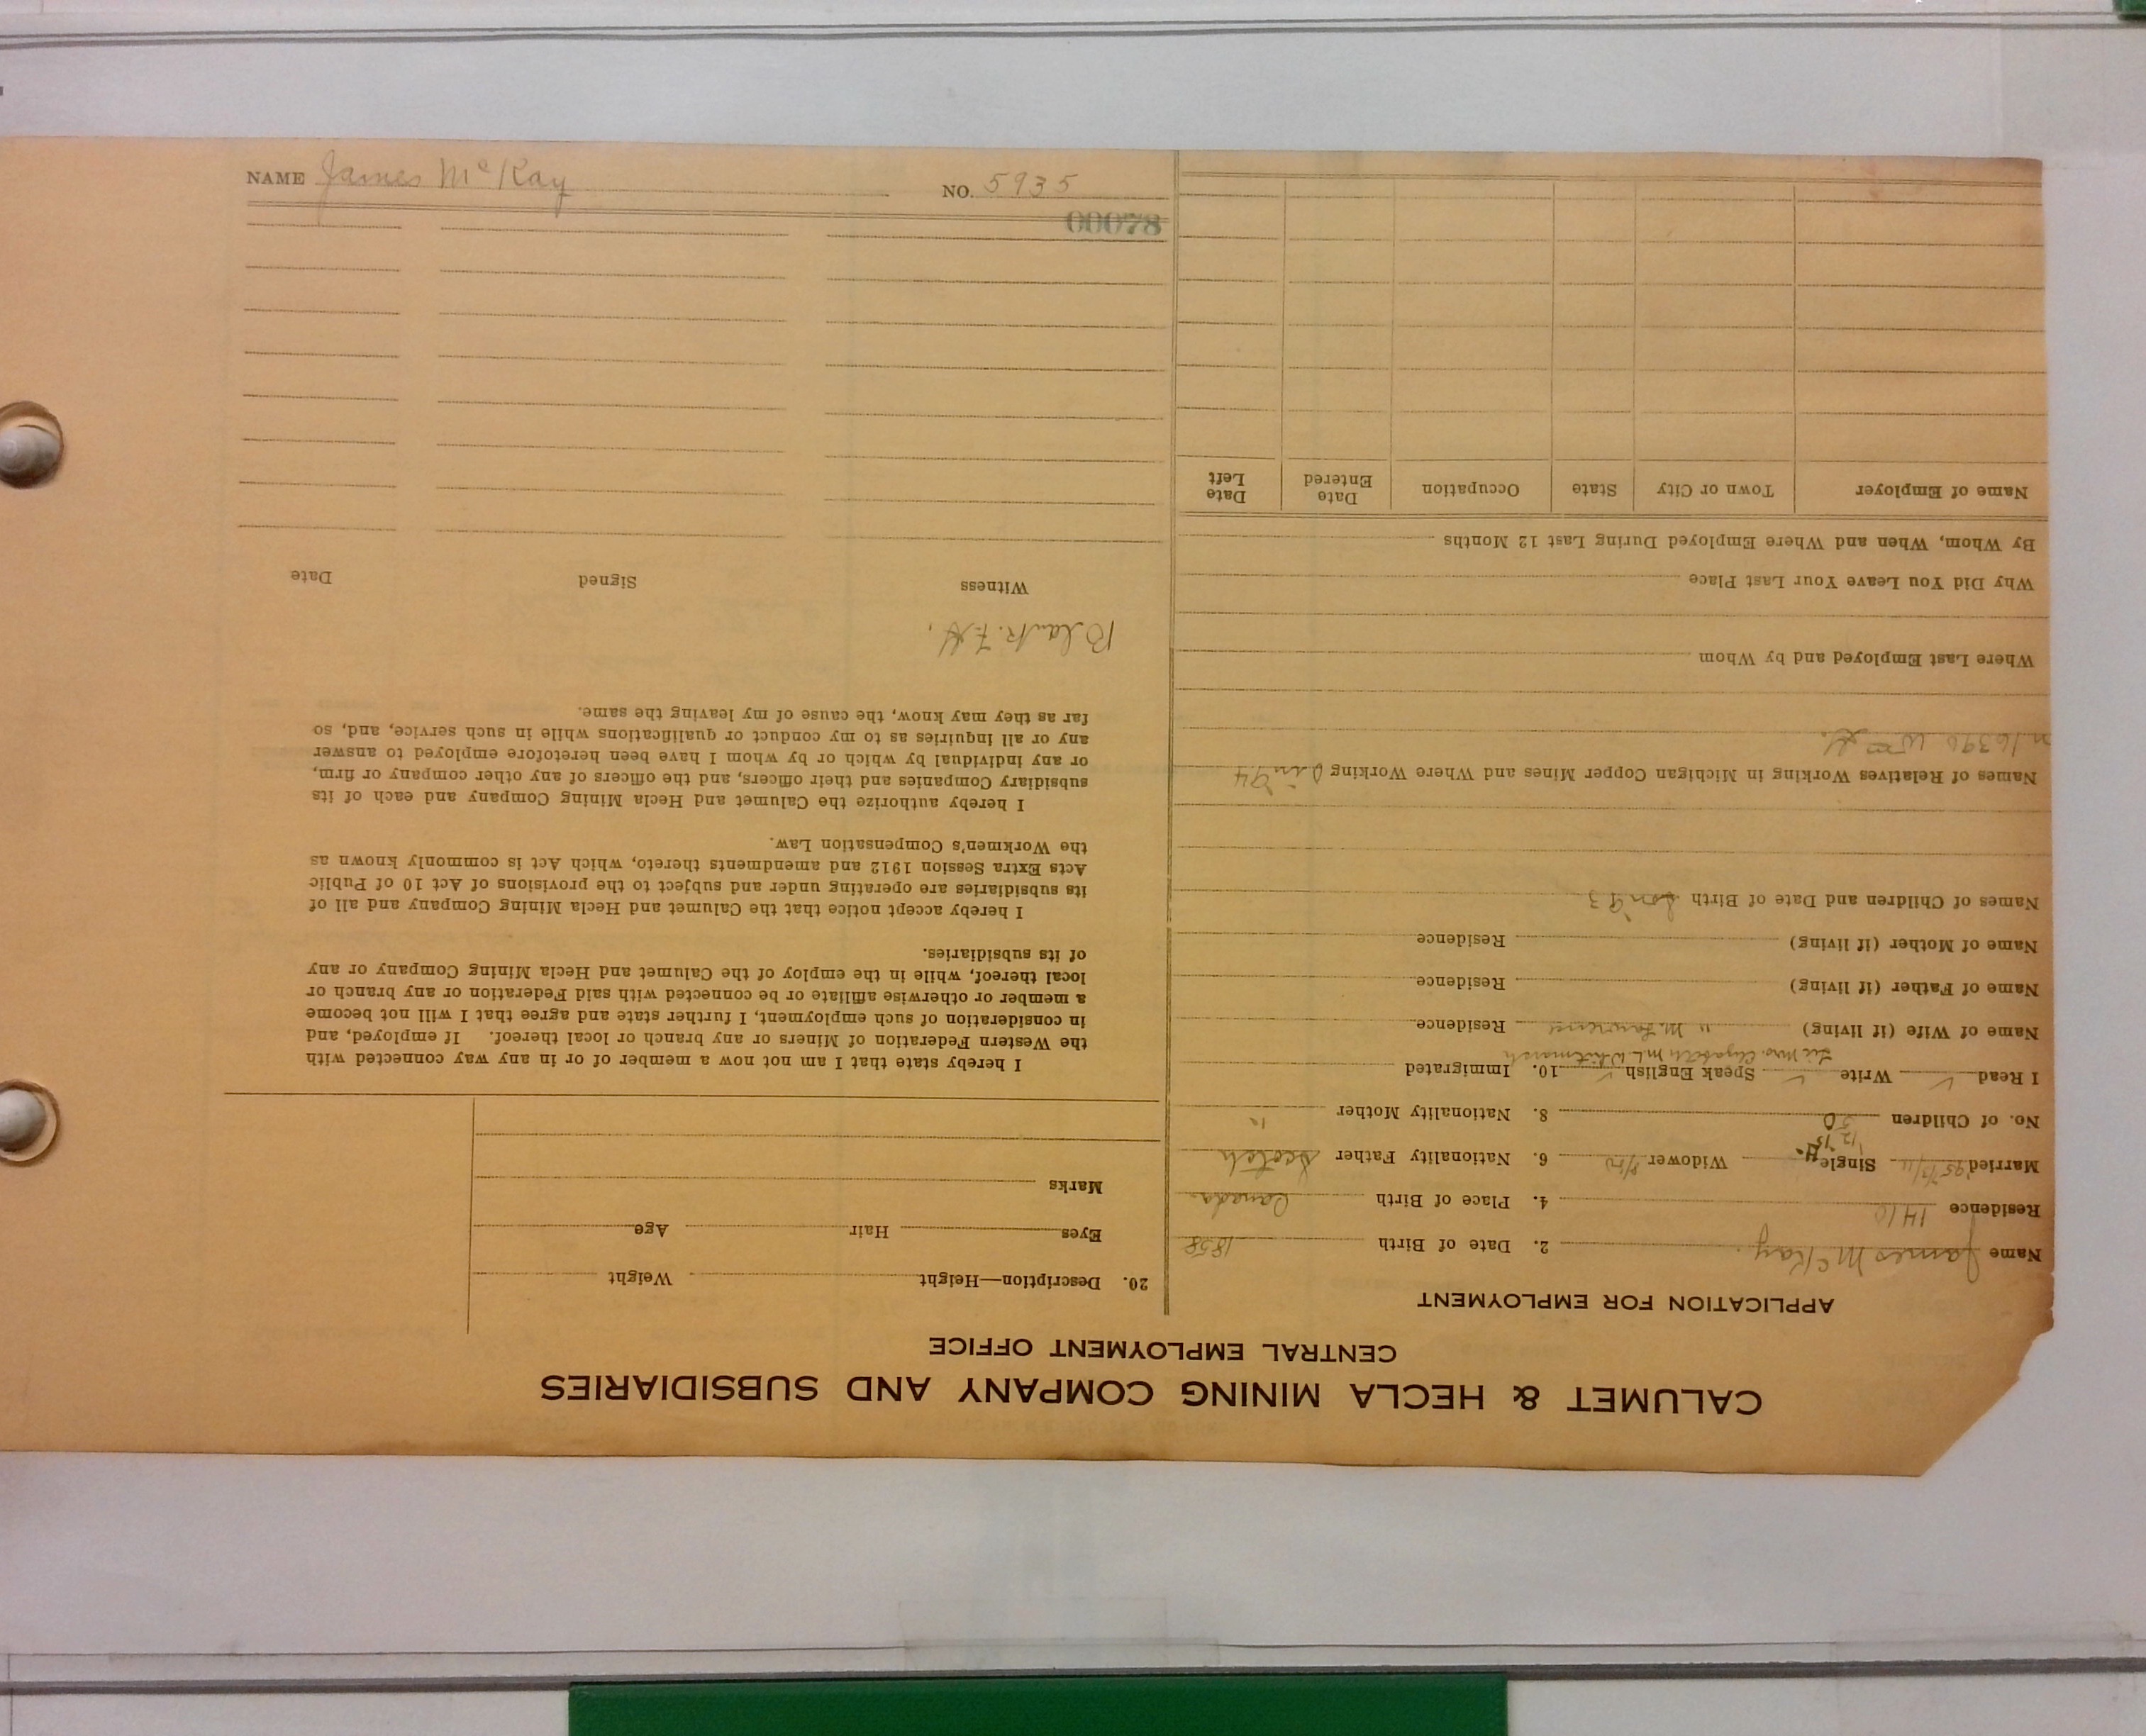 NAME James McKay NO. 5935
00078
CALUMET & HECLA MINING COMPANY AND SUBSIDIARIES
CENTRAL EMPLOYMENT OFFICE
APPLICATION FOR EMPLOYMENT
Name James McKay. 2. Date of Birth 1858
Residence 1410 4. Place of Birth Canada
Married Single Widower 6. Nationality Father Scotch
No. of Children 8. Nationality Mother "
I Read ✓ Write ✓ Speak English ✓ 10. Immigrated
See Mrs. Elizabeth
Name of Wife (if living) Residence
Name of Father (if living) Residence
Name of Mother (if living) Residence
Names of Children and Date of Birth
Names of Relatives Working in Michigan Copper Mines and Where Working
16396 Wm H.
Where Last Employed and by Whom
Why Did You Leave Your Last Place
By Whom, When and Where Employed During Last 12 Months
Name of Employer Town or City State Occupation Date Entered Date Left
20. Description—Height Weight
Eyes Hair Age
Marks
I hereby state that I am not now a member of or in any way connected with
the Western Federation of Miners or any branch or local thereof. If employed, and
in consideration of such employment, I further state and agree that I will not become
a member or otherwise affiliate or be connected with said Federation or any branch or
local thereof, while in the employ of the Calumet and Hecla Mining Company or any
of its subsidiaries.
I hereby accept notice that the Calumet and Hecla Mining Company and all of
its subsidiaries are operating under and subject to the provisions of Act 10 of Public
Acts Extra Session 1912 and amendments thereto, which Act is commonly known as
the Workmen's Compensation Law.
I hereby authorize the Calumet and Hecla Mining Company and each of its
subsidiary Companies and their officers, and the officers of any other company or firm,
or any individual by which or by whom I have been heretofore employed to answer
any or all inquiries as to my conduct or qualifications while in such service, and, so
far as they may know, the cause of my leaving the same.
Witness Signed Date